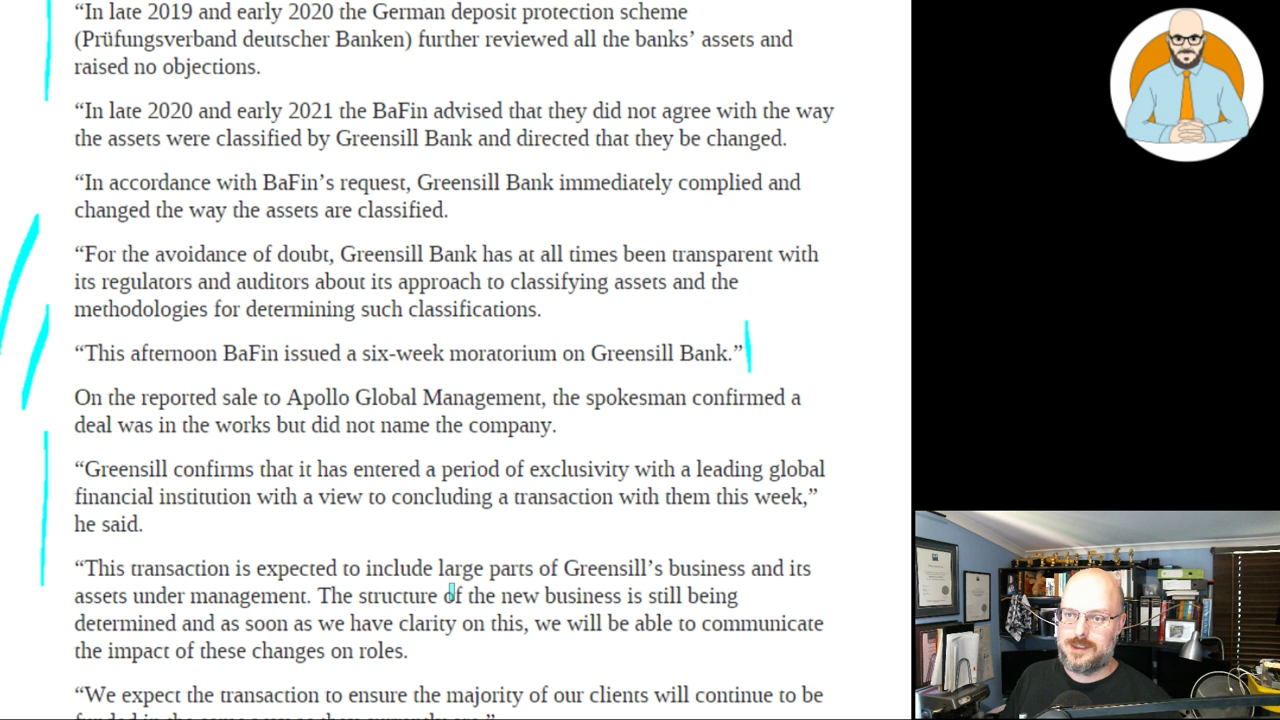 “In late 2019 and early 2020 the German deposit protection scheme
(Prüfungsverband deutscher Banken) further reviewed all the banks’ assets and
raised no objections.
“In late 2020 and early 2021 the BaFin advised that they did not agree with the way
the assets were classified by Greensill Bank and directed that they be changed.
“In accordance with BaFin’s request, Greensill Bank immediately complied and
changed the way the assets are classified.
“For the avoidance of doubt, Greensill Bank has at all times been transparent with
its regulators and auditors about its approach to classifying assets and the
methodologies for determining such classifications.
“This afternoon BaFin issued a six-week moratorium on Greensill Bank.”
On the reported sale to Apollo Global Management, the spokesman confirmed a
deal was in the works but did not name the company.
“Greensill confirms that it has entered a period of exclusivity with a leading global
financial institution with a view to concluding a transaction with them this week,”
he said.
“This transaction is expected to include large parts of Greensill’s business and its
assets under management. The structure of the new business is still being
determined and as soon as we have clarity on this, we will be able to communicate
the impact of these changes on roles.
“We expect the transaction to ensure the majority of our clients will continue to be